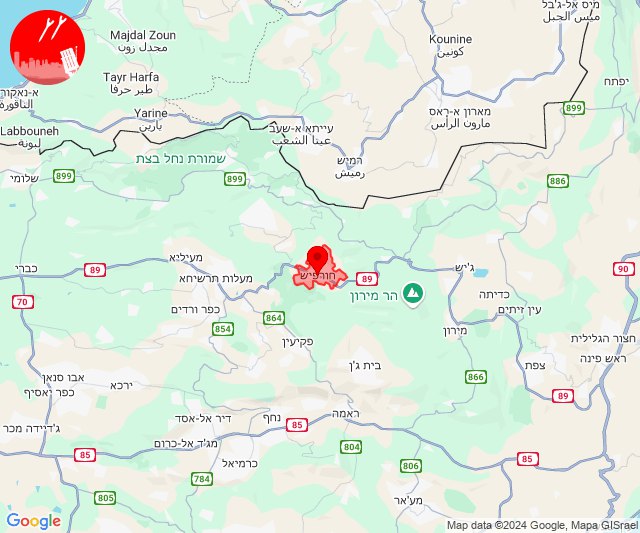 מיס אל-ג'בל
ميس الجبل
Majdal Zoun
مجدل زون
Kounine
كونين
Tayr Harfa
طير حرفا
א-נאקורה
الناقورة
יפתח
899
Yarine
يارين
מארון א-ראס
مارون الراس
Labbouneh
لبونة
עייתא א-שעב
عيتا الشعب
רמיש
رميش
שמורת נחל בצת
שלומי
899
899
886
מעיליא
כברי
89
ג'יש
90
חורפיש
89
מעלות תרשיחא
70
הר מירון
כדיתה
עין זיתים
כפר ורדים
864
854
מירון
חצור הגלילית
ראש פינה
פקיעין
בית ג'ן
צפת
אבו סנאן
ירכא
866
כפר יאסיף
89
דיר אל-אסד
נחף
ראמה
ג'דיידה מכר
85
מג'ד אל-כרום
804
85
85
כרמיאל
806
784
805
מע'אר
Google
Map data ©2024 Google, Mapa GISrael